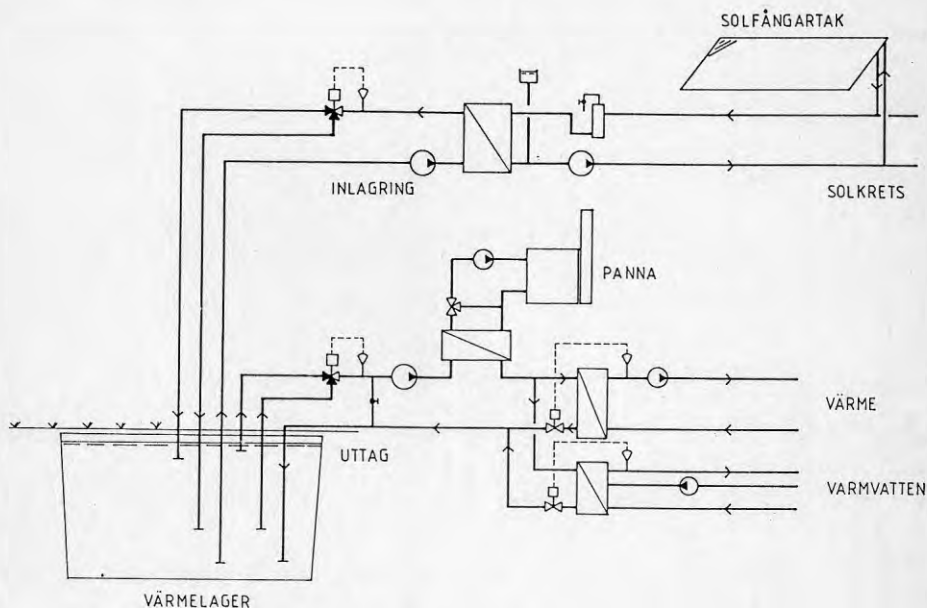 SOLFÅNGARTAK
INLAGRING
SOLKRETS
PANNA
VÄRME
UTTAG
VARMVATTEN
VÄRMELAGER